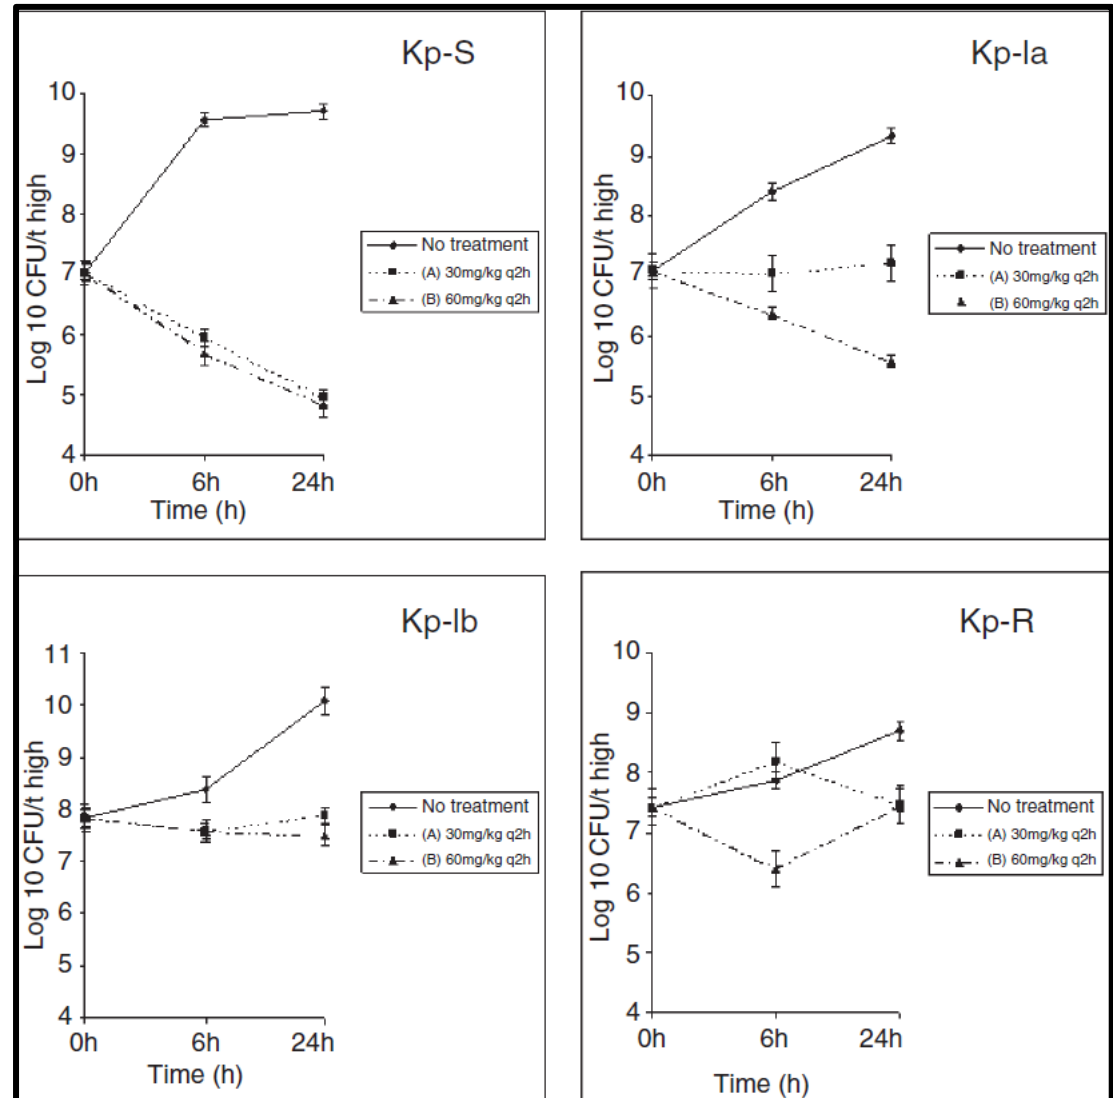 Kp-S
10
9
8
7
6
5
4
Log 10 CFU/t high
0h
6h
24h
Time (h)
No treatment
(A) 30mg/kg q2h
(B) 60mg/kg q2h
Kp-Ia
10
9
8
7
6
5
4
Log 10 CFU/t high
0h
6h
24h
Time (h)
No treatment
(A) 30mg/kg q2h
(B) 60mg/kg q2h
Kp-Ib
11
10
9
8
7
6
5
4
Log 10 CFU/t high
0h
6h
24h
Time (h)
No treatment
(A) 30mg/kg q2h
(B) 60mg/kg q2h
Kp-R
10
9
8
7
6
5
4
Log 10 CFU/t high
0h
6h
24h
Time (h)
No treatment
(A) 30mg/kg q2h
(B) 60mg/kg q2h